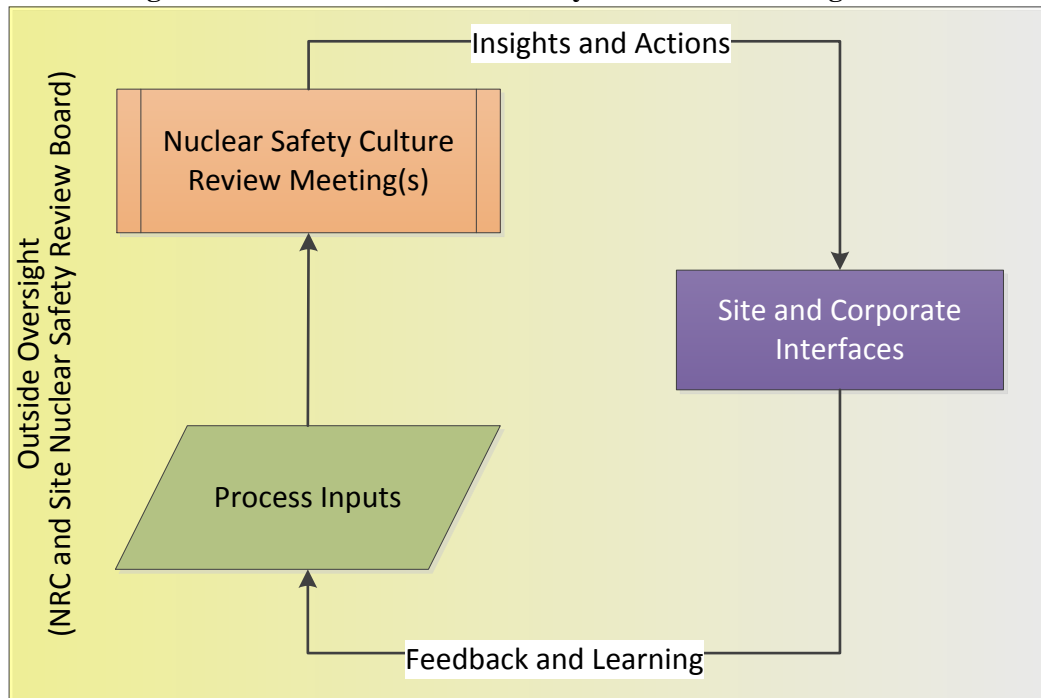 Insights and Actions
Nuclear Safety Culture
Review Meeting(s)
Site and Corporate
Interfaces
Process Inputs
Feedback and Learning
Outside Oversight
(NRC and Site Nuclear Safety Review Board)